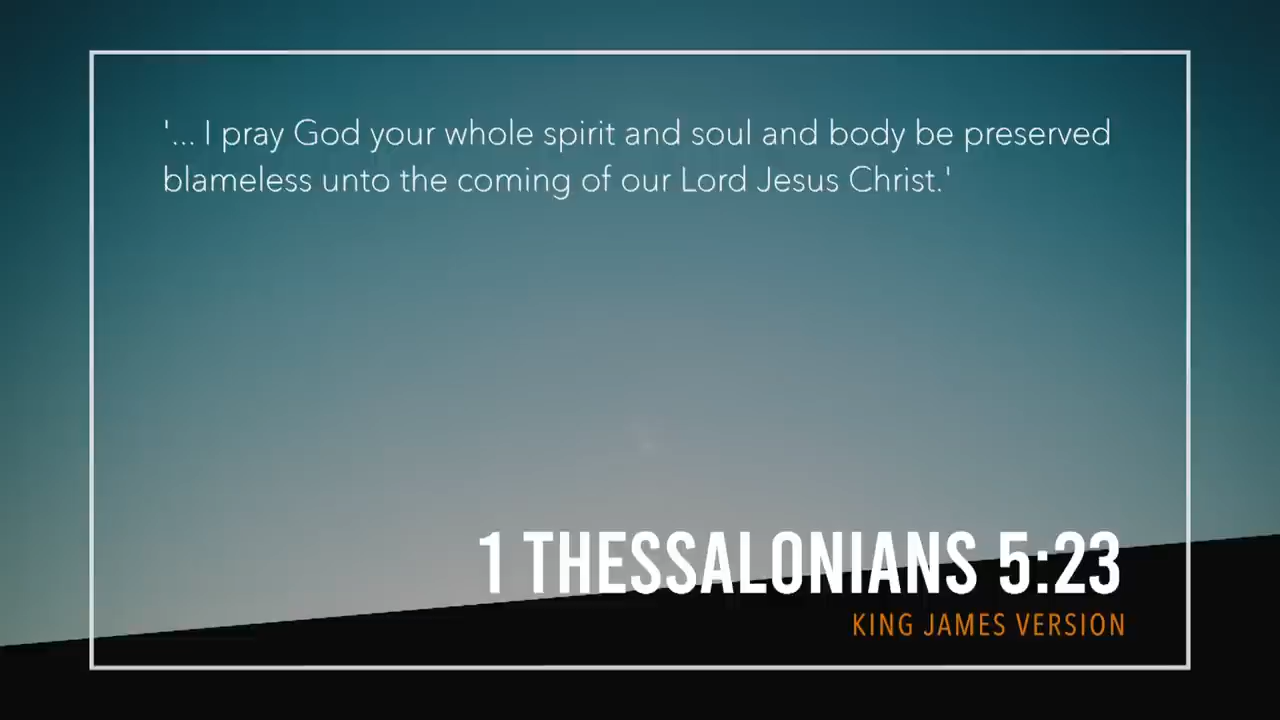 '... I pray God your whole spirit and soul and body be preserved
blameless unto the coming of our Lord Jesus Christ.'
1 THESSALONIANS 5:23
KING JAMES VERSION